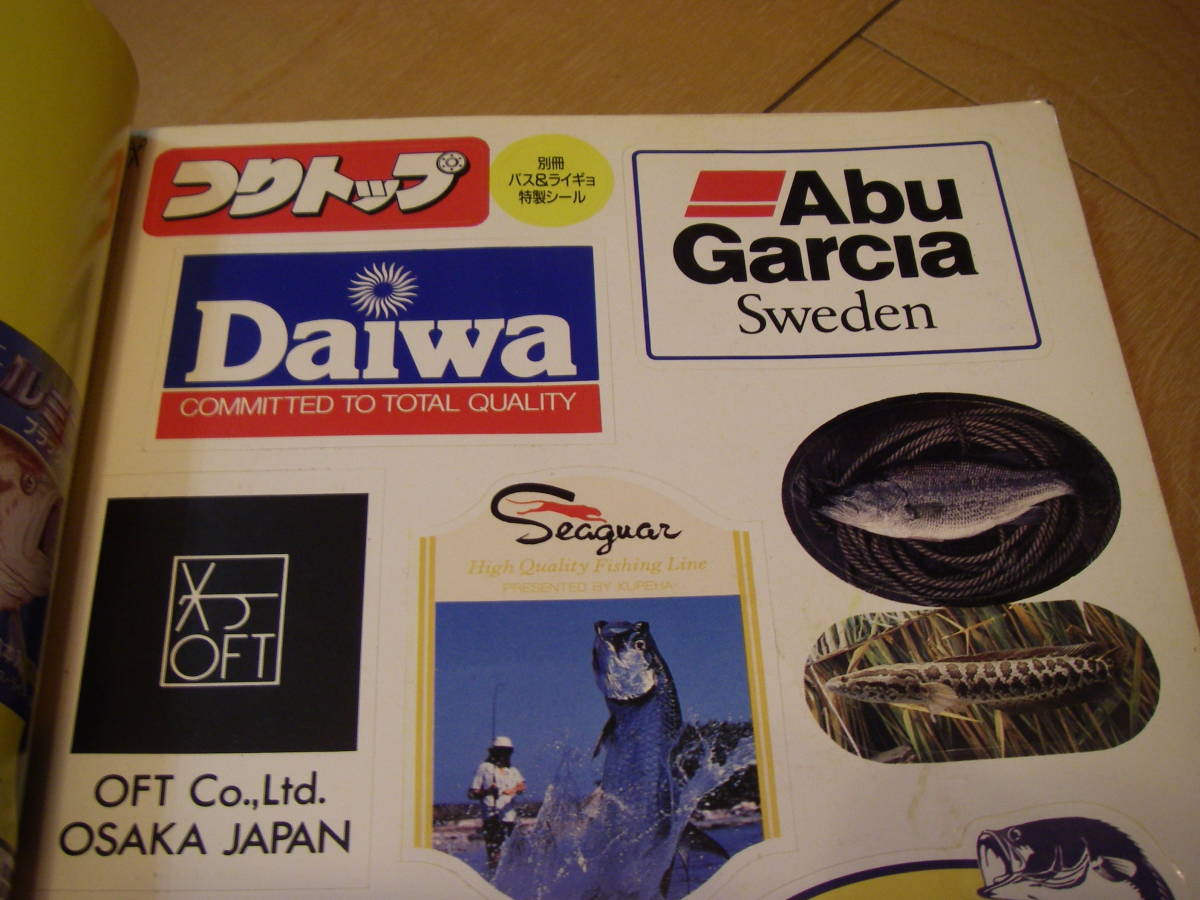 つりトップ
別冊
バス&ライギョ
特製シール
Abu
Garcia
Sweden
Daiwa
COMMITTED TO TOTAL QUALITY
OFT
OFT Co.,Ltd.
OSAKA JAPAN
Seaguar
High Quality Fishing Line
PRESENTED BY KUREHA